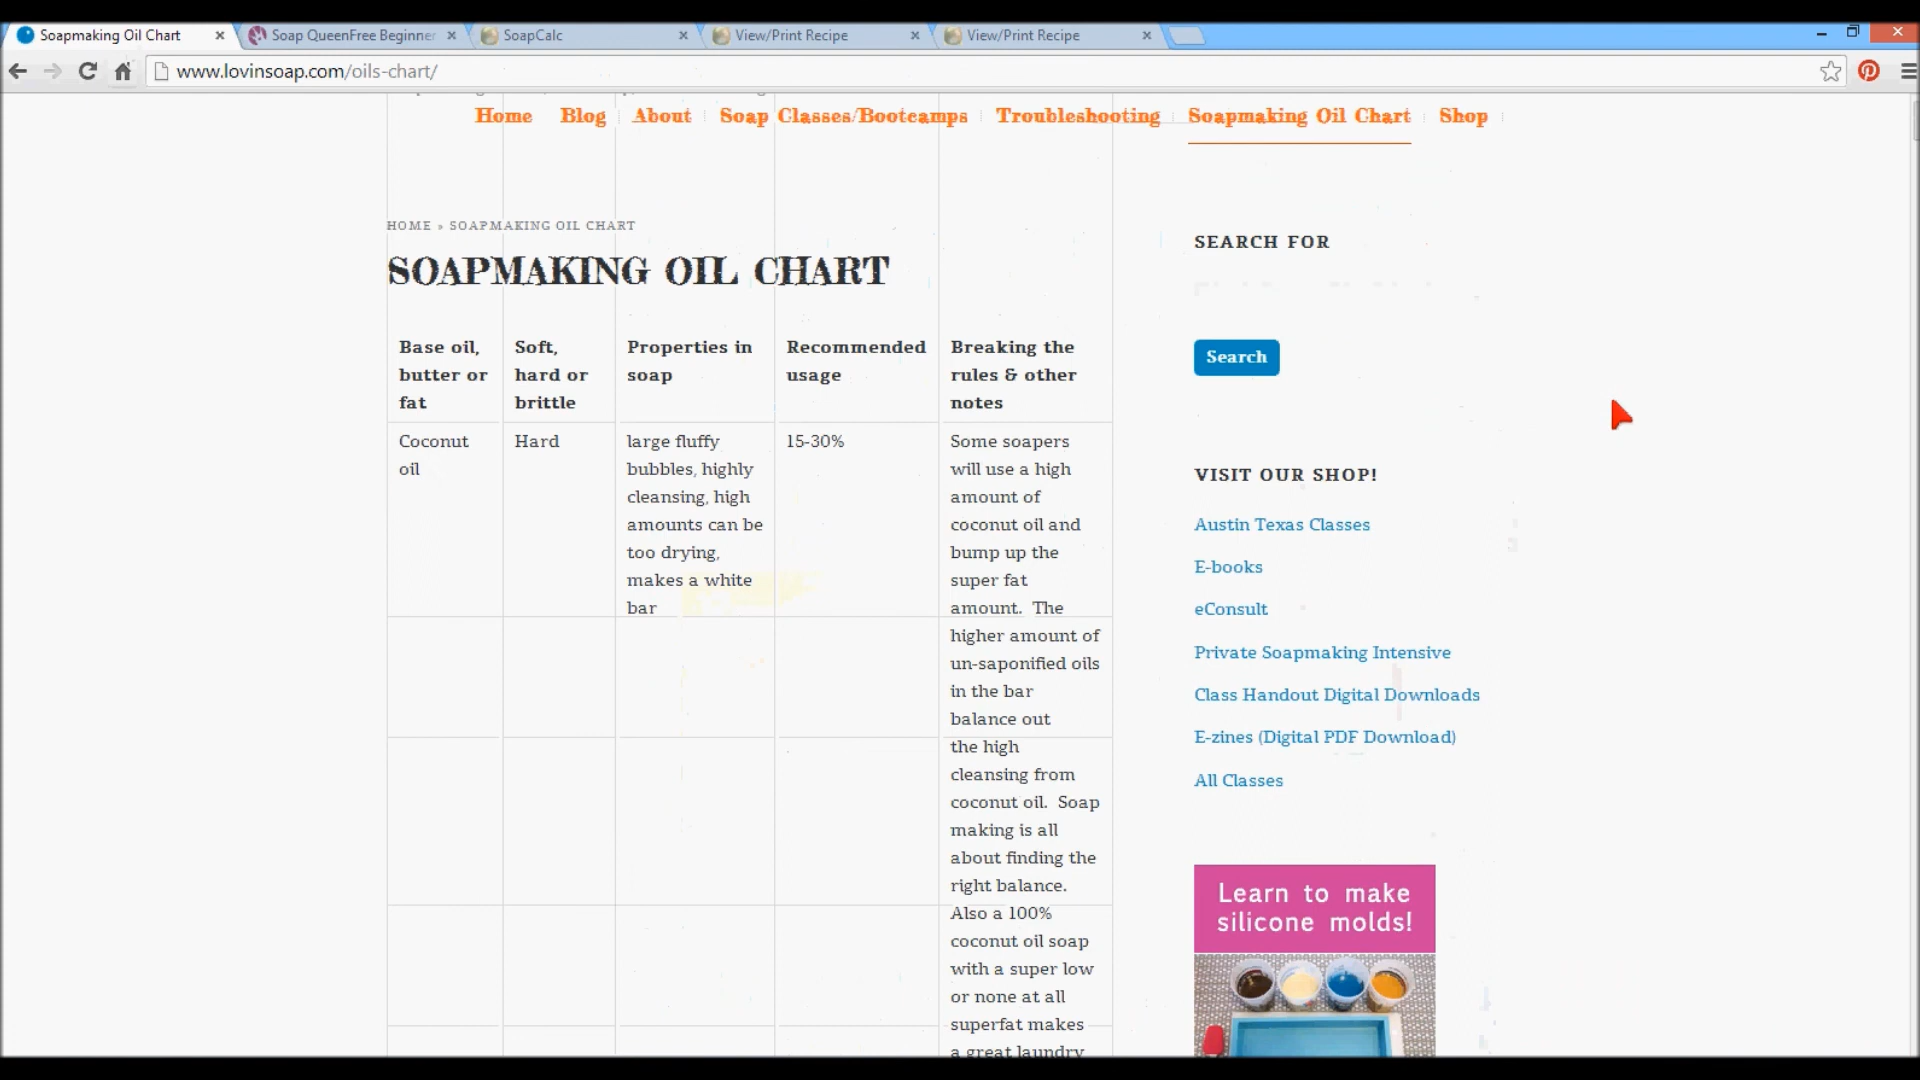 Soapmaking Oil Chart
Soap QueenFree Beginner
SoapCalc
View/Print Recipe
View/Print Recipe
www.lovinsoap.com/oils-chart/
Home
Blog
About
Soap Classes/Bootcamps
Troubleshooting
Soapmaking Oil Chart
Shop
HOME » SOAPMAKING OIL CHART
SOAPMAKING OIL CHART
Base oil,
butter or
fat
Soft,
hard or
brittle
Properties in
soap
Recommended
usage
Breaking the
rules & other
notes
Coconut
oil
Hard
large fluffy
bubbles, highly
cleansing, high
amounts can be
too drying,
makes a white
bar
15-30%
Some soapers
will use a high
amount of
coconut oil and
bump up the
super fat
amount. The
higher amount of
un-saponified oils
in the bar
balance out
the high
cleansing from
coconut oil. Soap
making is all
about finding the
right balance.
Also a 100%
coconut oil soap
with a super low
or none at all
superfat makes
a great laundry
SEARCH FOR
Search
VISIT OUR SHOP!
Austin Texas Classes
E-books
eConsult
Private Soapmaking Intensive
Class Handout Digital Downloads
E-zines (Digital PDF Download)
All Classes
Learn to make
silicone molds!